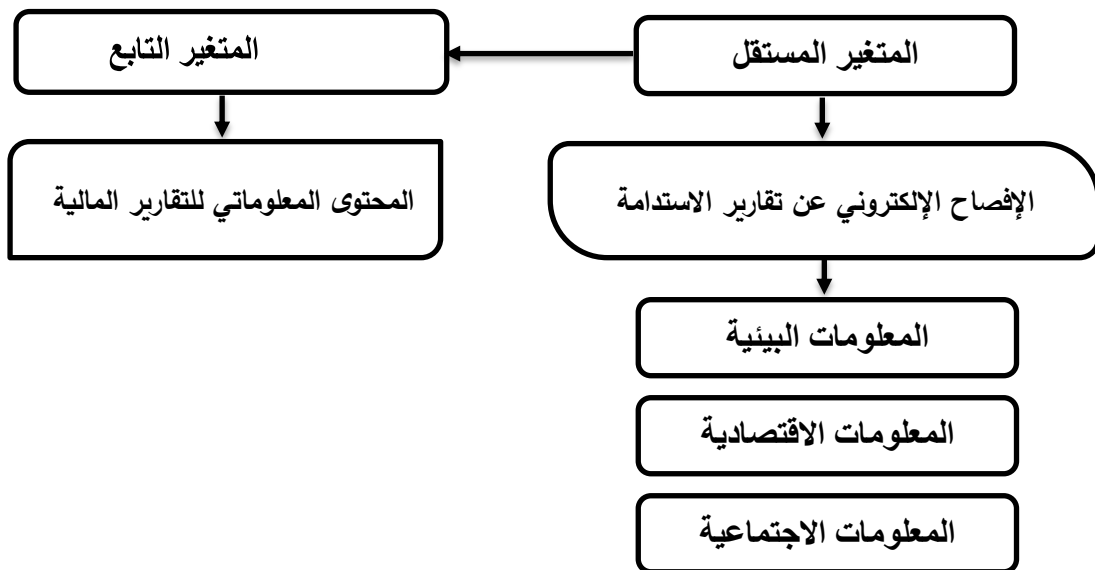 المتغير المستقل
المتغير التابع
الإفصاح الإلكتروني عن تقارير الاستدامة
المحتوى المعلوماتي للتقارير المالية
المعلومات البيئية
المعلومات الاقتصادية
المعلومات الاجتماعية